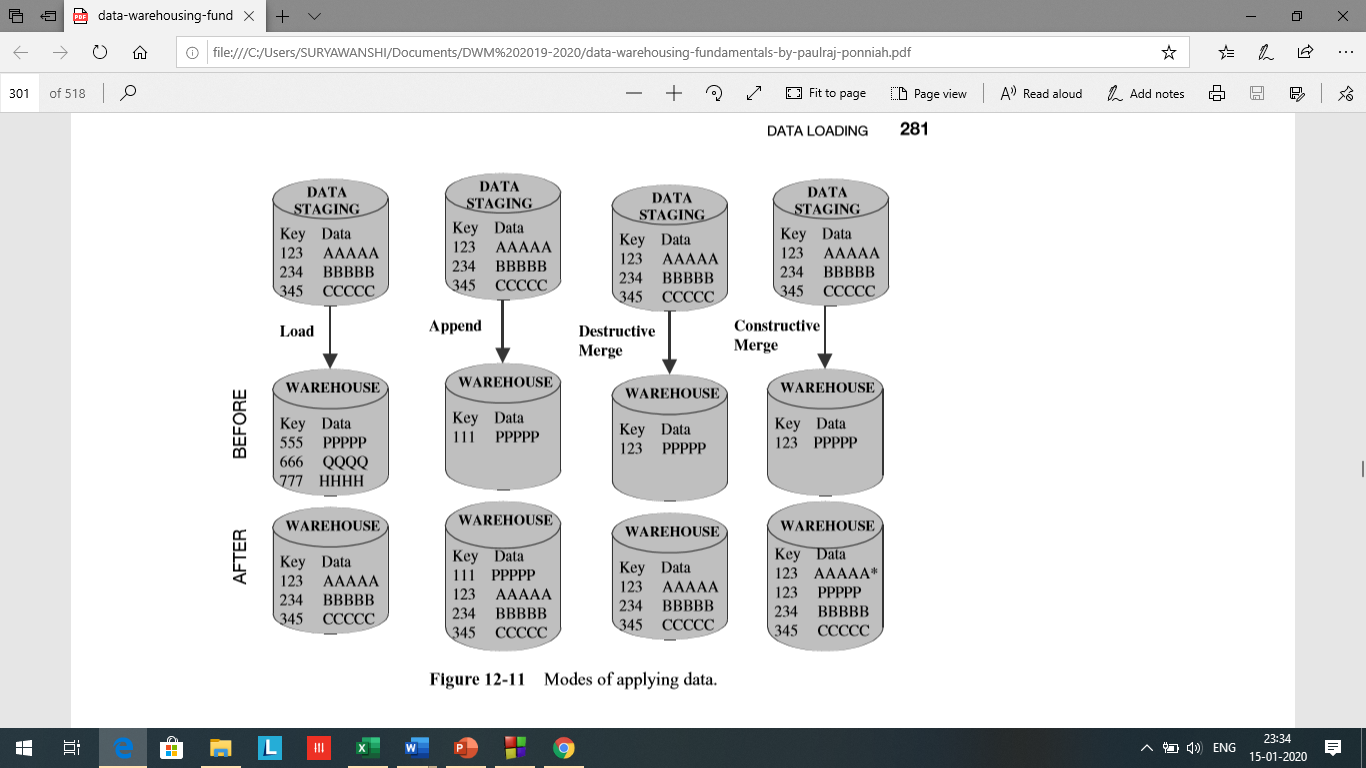 data-warehousing-fund
file:///C:/Users/SURYAWANSHI/Documents/DWM%202019-2020/data-warehousing-fundamentals-by-paulraj-ponniah.pdf
301 of 518
Fit to page
Page view
Read aloud
Add notes
DATA LOADING 281
DATA
STAGING
Key Data
123 AAAAA
234 BBBBB
345 CCCCC
Load
DATA
STAGING
Key Data
123 AAAAA
234 BBBBB
345 CCCCC
Append
DATA
STAGING
Key Data
123 AAAAA
234 BBBBB
345 CCCCC
Destructive
Merge
DATA
STAGING
Key Data
123 AAAAA
234 BBBBB
345 CCCCC
Constructive
Merge
BEFORE
WAREHOUSE
Key Data
555 PPPPP
666 QQQQ
777 HHHH
WAREHOUSE
Key Data
111 PPPPP
WAREHOUSE
Key Data
123 PPPPP
WAREHOUSE
Key Data
123 PPPPP
AFTER
WAREHOUSE
Key Data
123 AAAAA
234 BBBBB
345 CCCCC
WAREHOUSE
Key Data
111 PPPPP
123 AAAAA
234 BBBBB
345 CCCCC
WAREHOUSE
Key Data
123 AAAAA
234 BBBBB
345 CCCCC
WAREHOUSE
Key Data
123 AAAAA*
123 PPPPP
234 BBBBB
345 CCCCC
Figure 12-11 Modes of applying data.
ENG
23:34
15-01-2020